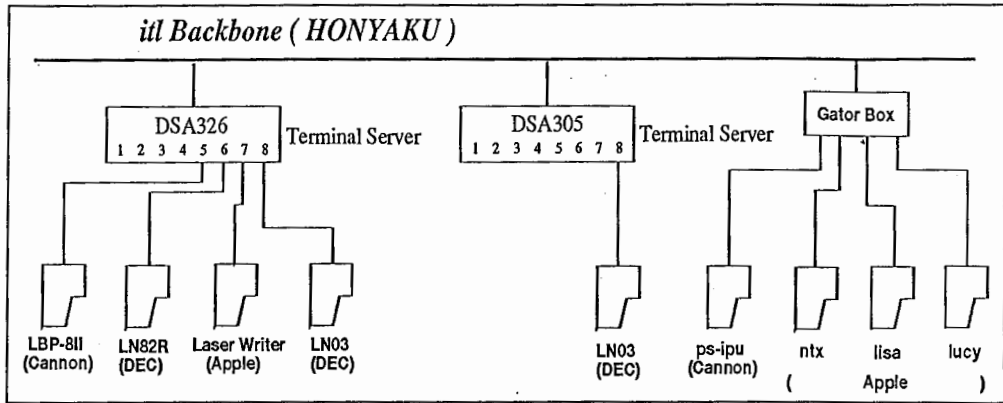 itl Backbone ( HONYAKU )
DSA326
1 2 3 4 5 6 7 8
Terminal Server
DSA305
1 2 3 4 5 6 7 8
Terminal Server
Gator Box
LBP-8II
(Cannon)
LN82R
(DEC)
Laser Writer
(Apple)
LN03
(DEC)
LN03
(DEC)
ps-ipu
(Cannon)
ntx
lisa
lucy
( Apple )